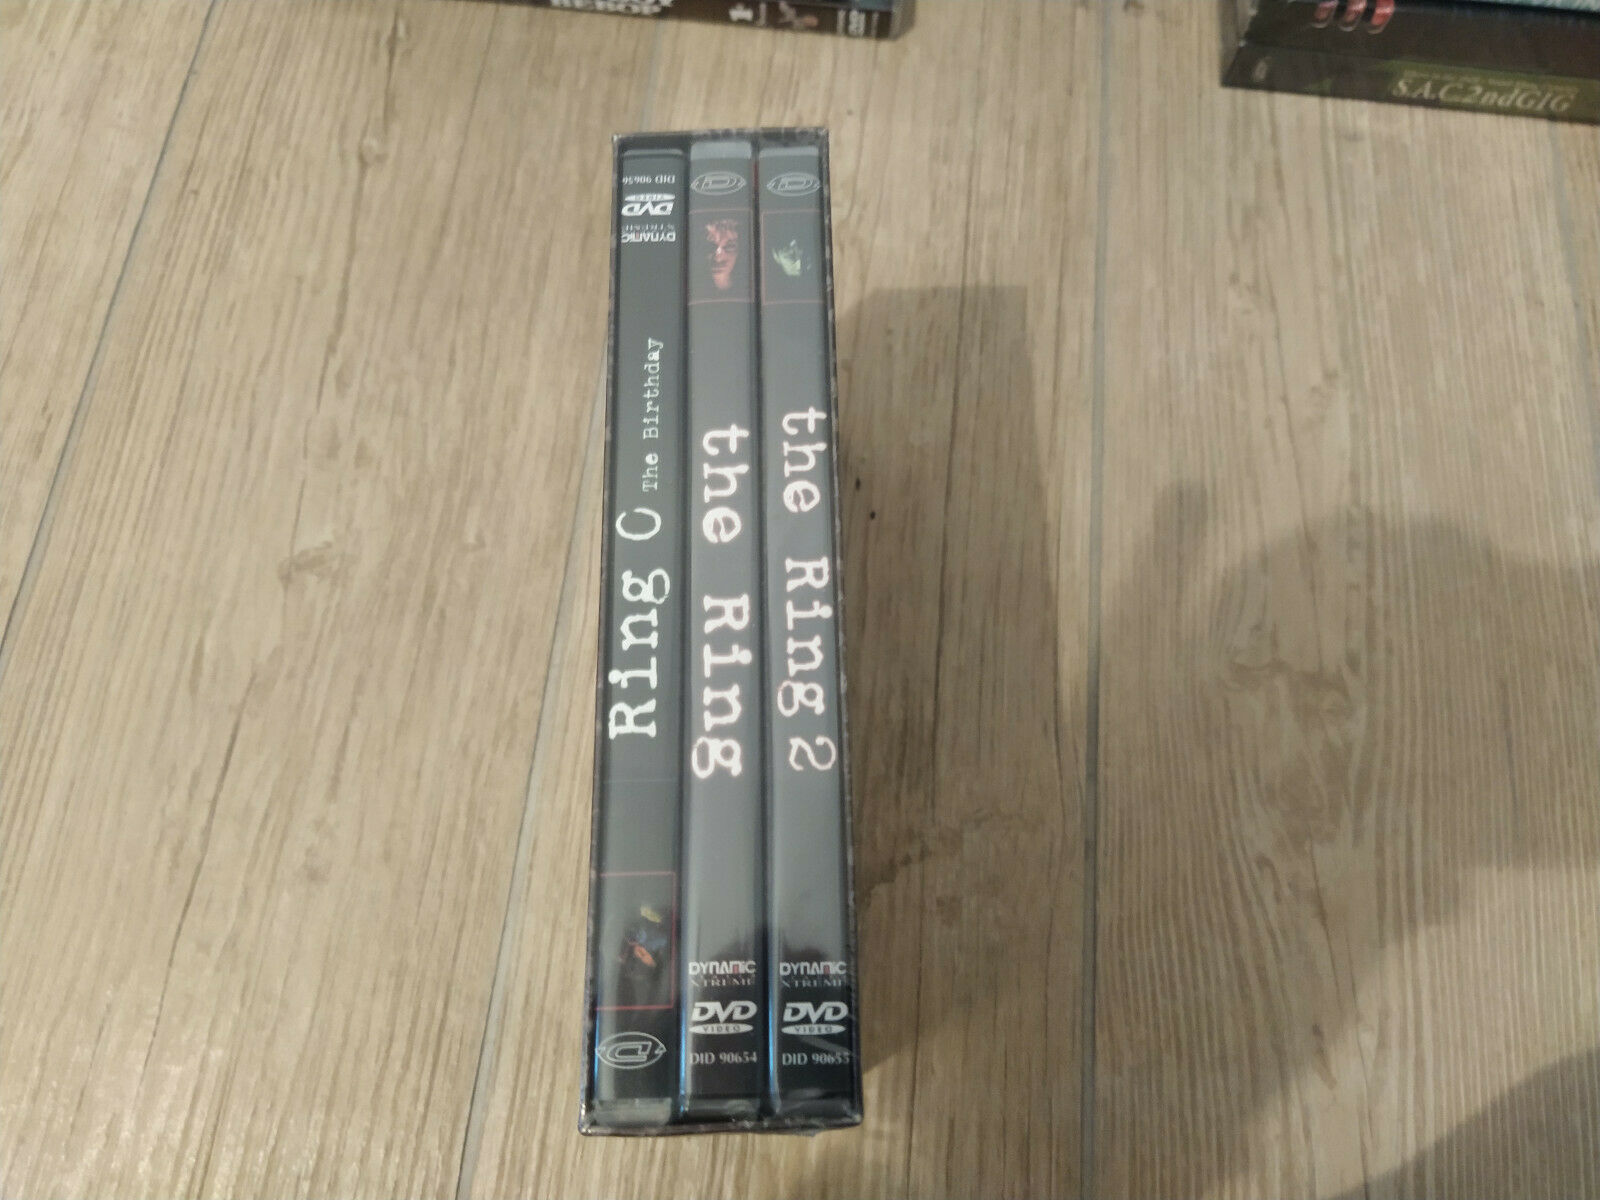 S.A.C.2ndGIG
DID 90656
DVD
VIDEO
DYNAMIC
XTREME
Ring 0 The Birthday
the Ring
DYNAMIC
XTREME
DVD
VIDEO
DID 90654
the Ring 2
DYNAMIC
XTREME
DVD
VIDEO
DID 90655